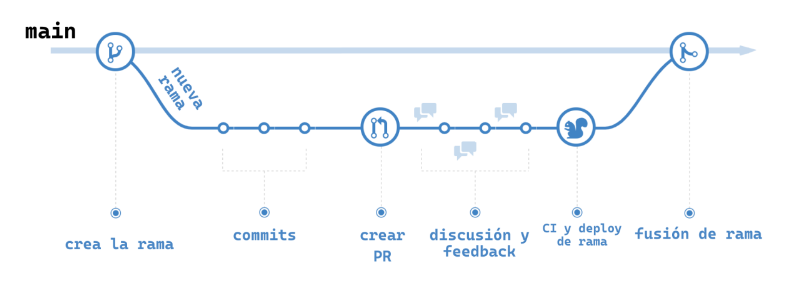 main
nueva
rama
crea la rama
commits
crear
PR
discusión y
feedback
CI y deploy
de rama
fusión de rama